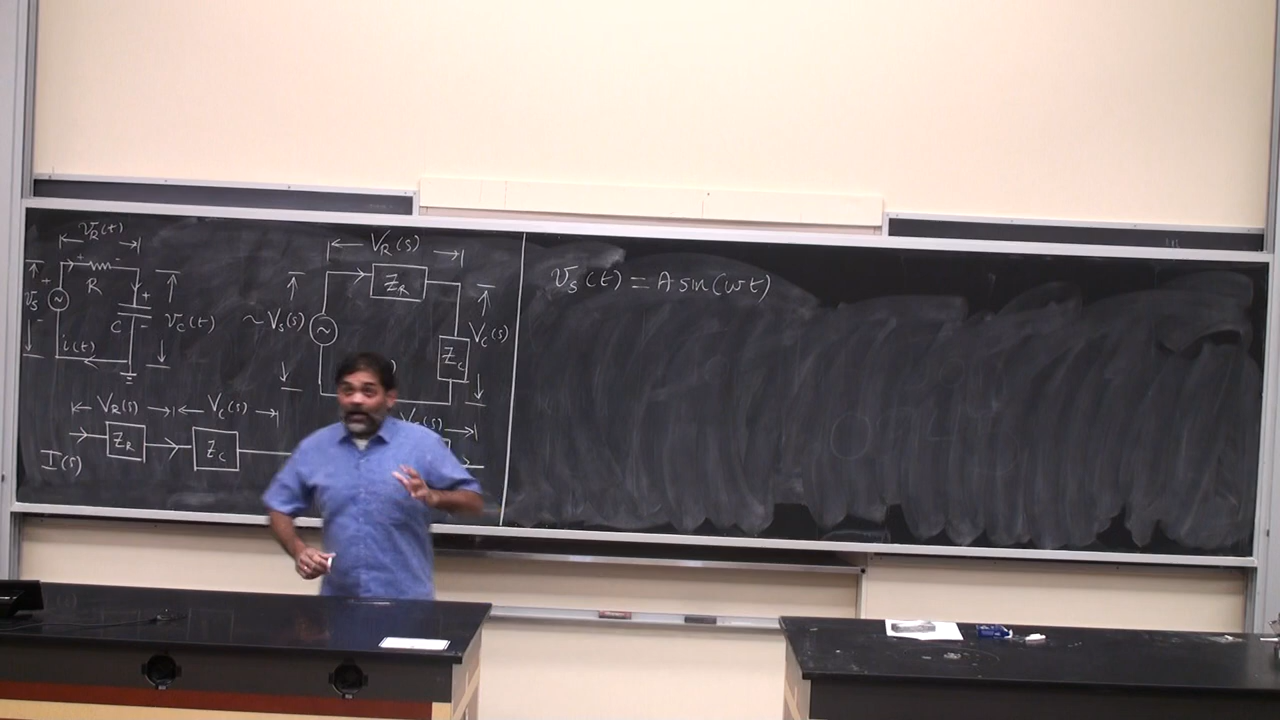 v_R(t)
+ -
R
v_S
+
-
+
C
-
v_C(t)
i(t)
V_R(s)
Z_R
~ V_S(s)
~
Z_C
V_C(s)
V_R(s)
V_C(s)
Z_R
Z_C
I(s)
v_s(t) = A sin(ωt)